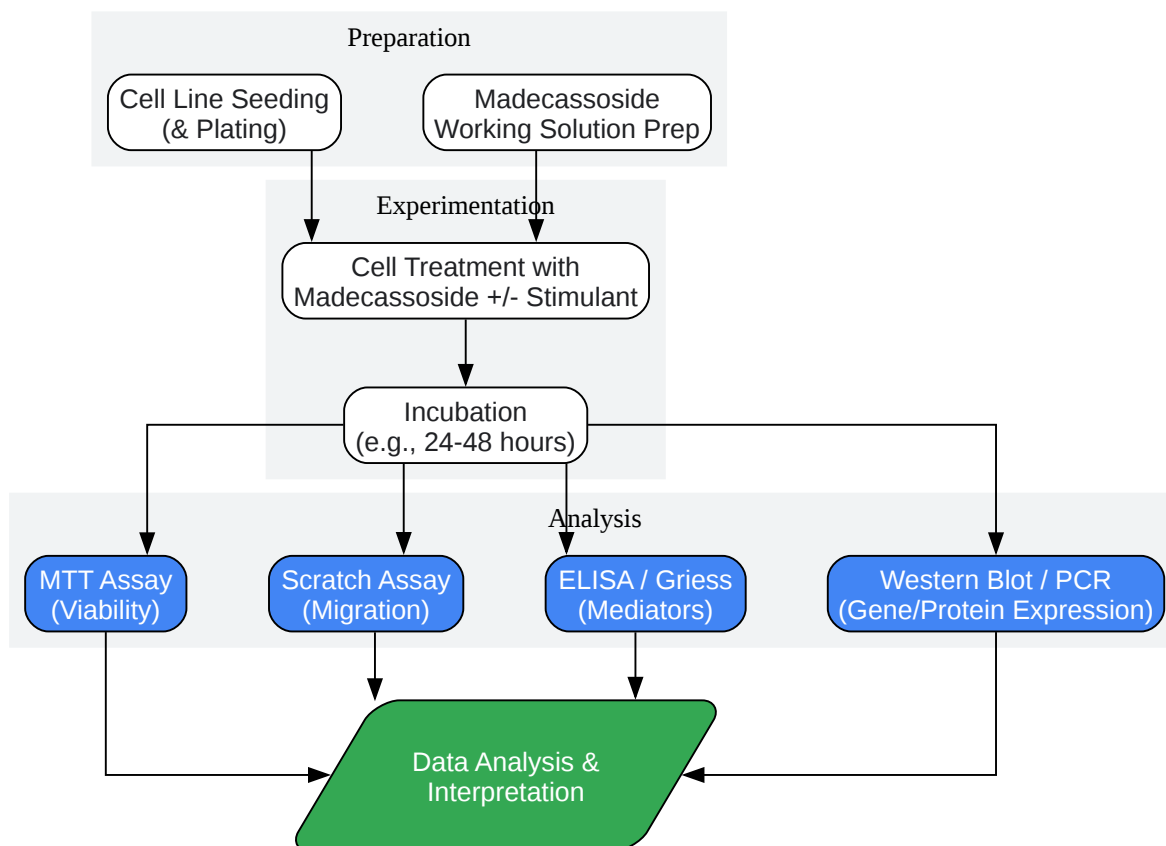 Preparation
Cell Line Seeding
(& Plating)
Madecassoside
Working Solution Prep
Experimentation
Cell Treatment with
Madecassoside +/- Stimulant
Incubation
(e.g., 24-48 hours)
Analysis
MTT Assay
(Viability)
Scratch Assay
(Migration)
ELISA / Griess
(Mediators)
Western Blot / PCR
(Gene/Protein Expression)
Data Analysis &
Interpretation